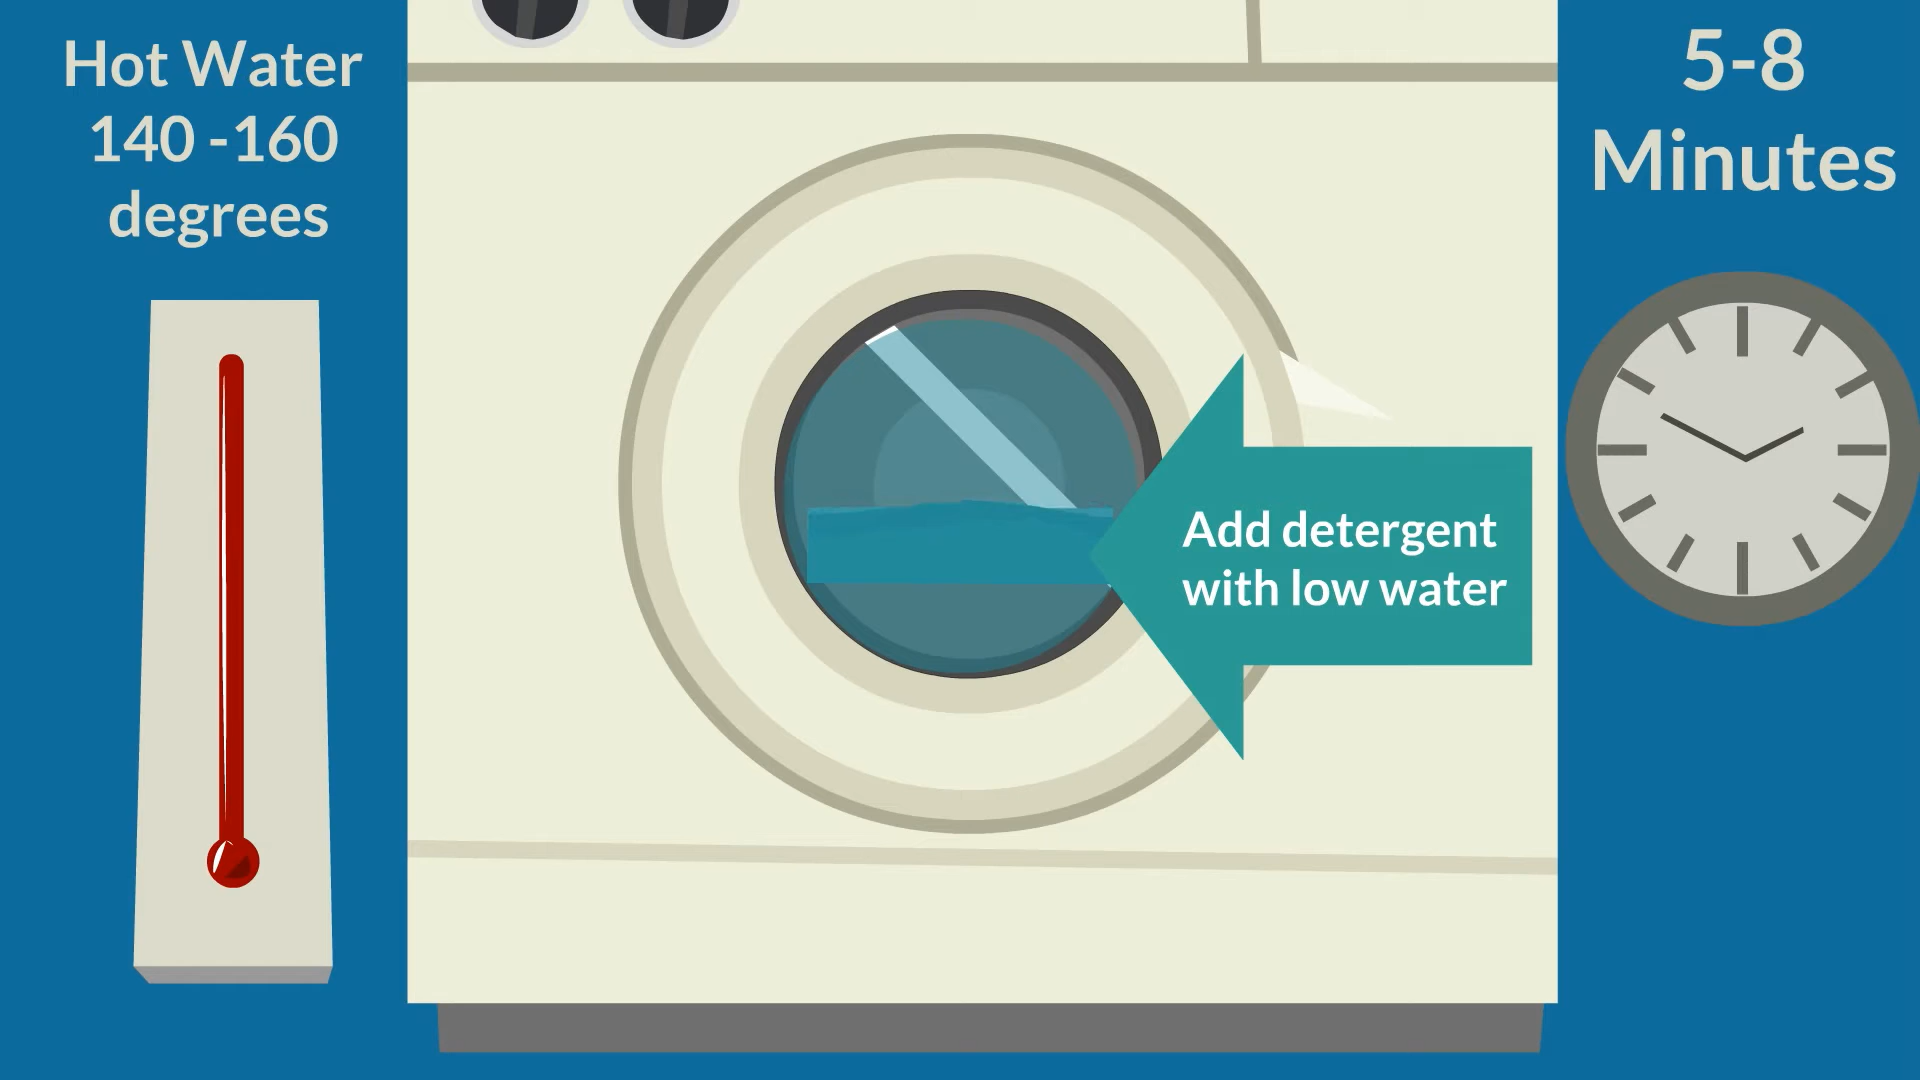 Hot Water
140 -160
degrees
5-8
Minutes
Add detergent
with low water